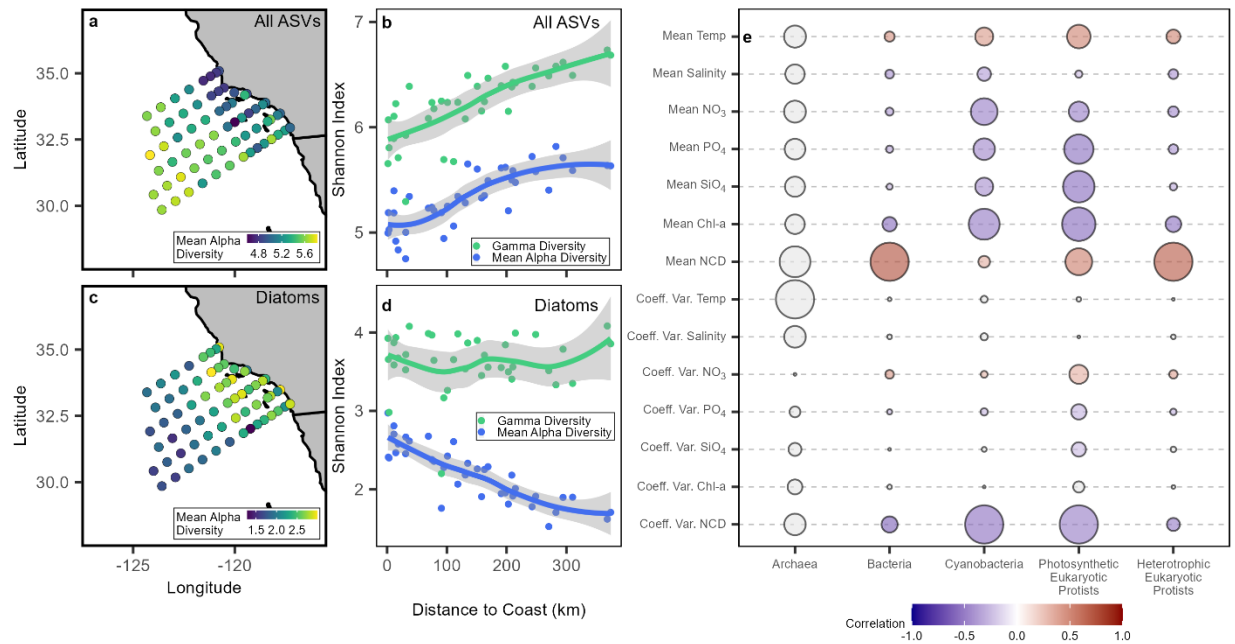 a
All ASVs
35.0
32.5
30.0
Latitude
Mean Alpha
Diversity
4.8 5.2 5.6
b
7
6
5
Shannon Index
Gamma Diversity
Mean Alpha Diversity
c
Diatoms
35.0
32.5
30.0
Latitude
Mean Alpha
Diversity
1.5 2.0 2.5
-125
-120
Longitude
d
Diatoms
4
3
2
Shannon Index
Gamma Diversity
Mean Alpha Diversity
0 100 200 300
Distance to Coast (km)
e
Mean Temp
Mean Salinity
Mean NO3
Mean PO4
Mean SiO4
Mean Chl-a
Mean NCD
Coeff. Var. Temp
Coeff. Var. Salinity
Coeff. Var. NO3
Coeff. Var. PO4
Coeff. Var. SiO4
Coeff. Var. Chl-a
Coeff. Var. NCD
Archaea
Bacteria
Cyanobacteria
Photosynthetic
Eukaryotic
Protists
Heterotrophic
Eukaryotic
Protists
Correlation
-1.0 -0.5 0.0 0.5 1.0